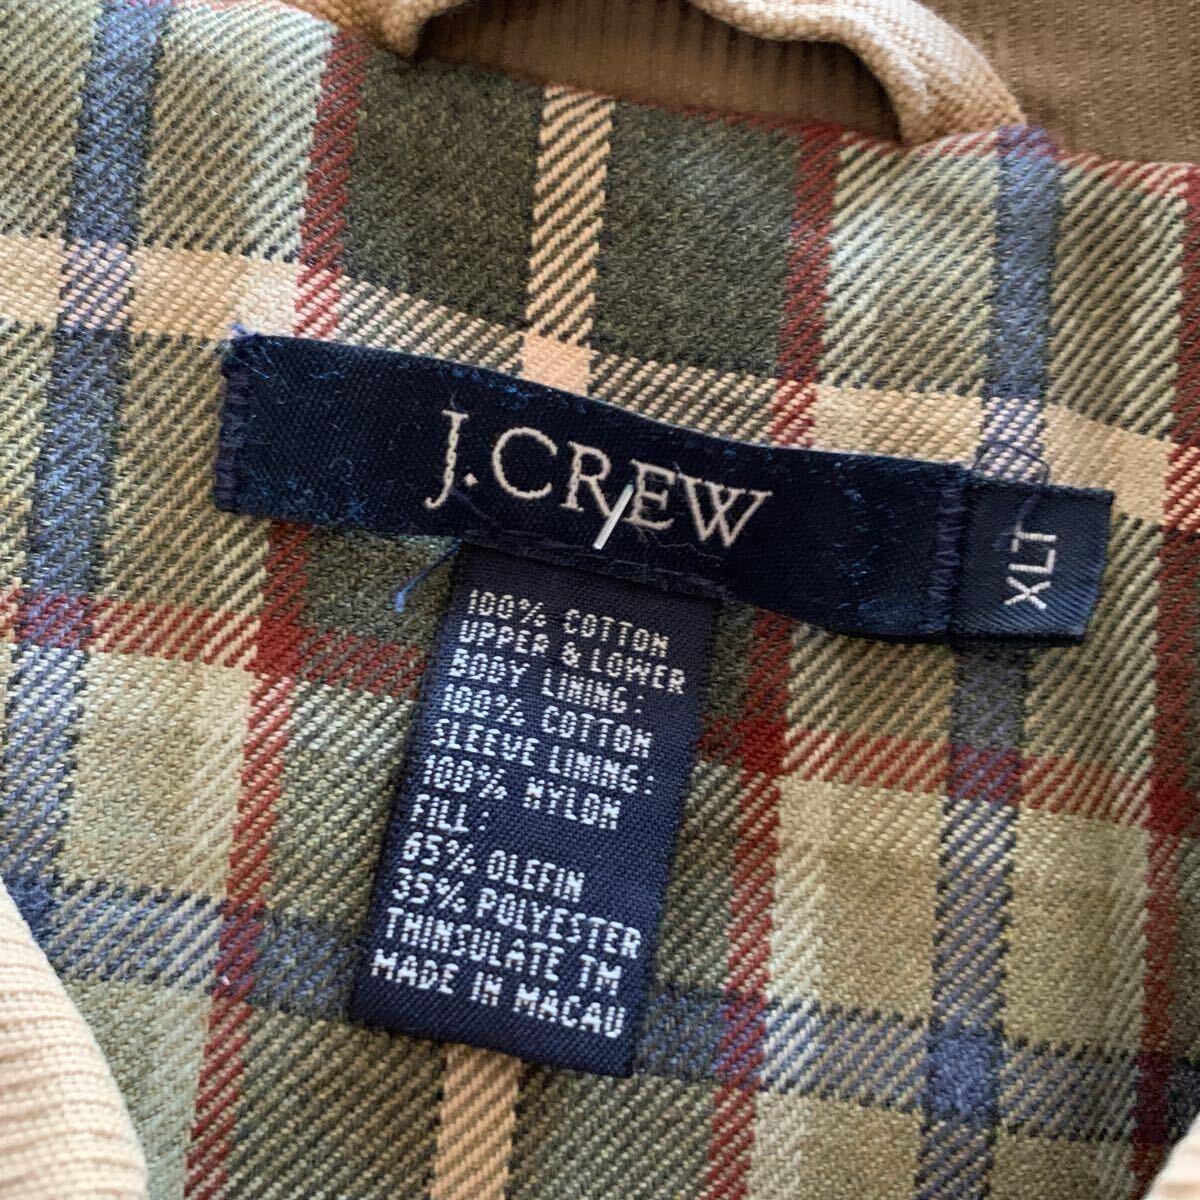 J.CREW
XLT
100% COTTON
UPPER & LOWER
BODY LINING:
100% COTTON
SLEEVE LINING:
100% NYLON
FILL:
65% OLEFIN
35% POLYESTER
THINSULATE TM
MADE IN MACAU